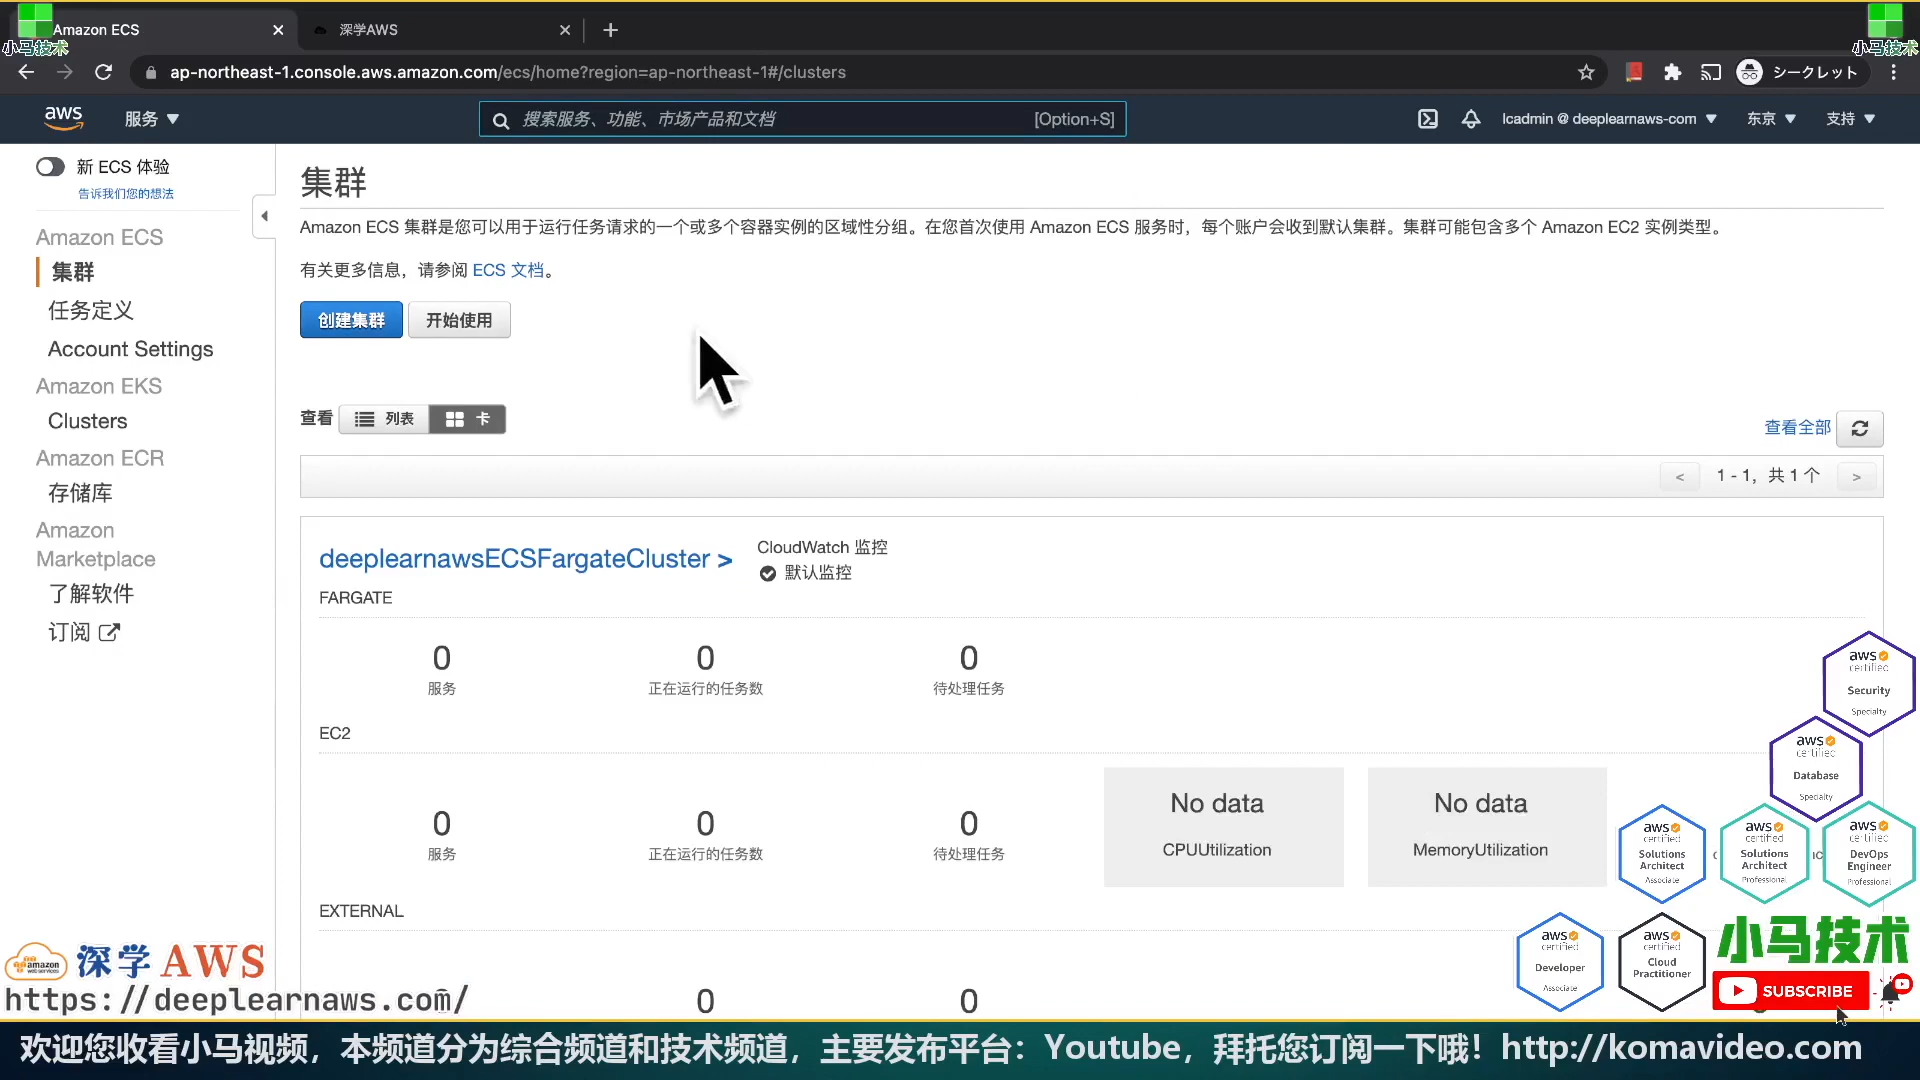 Amazon ECS
深学AWS
小马技术
小马技术
ap-northeast-1.console.aws.amazon.com/ecs/home?region=ap-northeast-1#/clusters
シークレット
aws
服务
搜索服务、功能、市场产品和文档
[Option+S]
lcadmin @ deeplearnaws-com
东京
支持
新 ECS 体验
告诉我们您的想法
Amazon ECS
集群
任务定义
Account Settings
Amazon EKS
Clusters
Amazon ECR
存储库
Amazon
Marketplace
了解软件
订阅
集群
Amazon ECS 集群是您可以用于运行任务请求的一个或多个容器实例的区域性分组。在您首次使用 Amazon ECS 服务时，每个账户会收到默认集群。集群可能包含多个 Amazon EC2 实例类型。
有关更多信息，请参阅 ECS 文档。
创建集群
开始使用
查看
列表
卡
查看全部
< 1 - 1，共 1 个 >
deeplearnawsECSFargateCluster >
CloudWatch 监控
默认监控
FARGATE
0 0 0
服务 正在运行的任务数 待处理任务
EC2
0 0 0
服务 正在运行的任务数 待处理任务
No data
CPUUtilization
No data
MemoryUtilization
EXTERNAL
0 0
aws
certified
Security
Specialty
aws
certified
Database
Specialty
aws
certified
Solutions
Architect
Associate
aws
certified
Solutions
Architect
Professional
aws
certified
DevOps
Engineer
Professional
aws
certified
Developer
Associate
aws
certified
Cloud
Practitioner
小马技术
SUBSCRIBE
amazon
web services
深学 AWS
https://deeplearnaws.com/
欢迎您收看小马视频，本频道分为综合频道和技术频道，主要发布平台：Youtube，拜托您订阅一下哦！http://komavideo.com